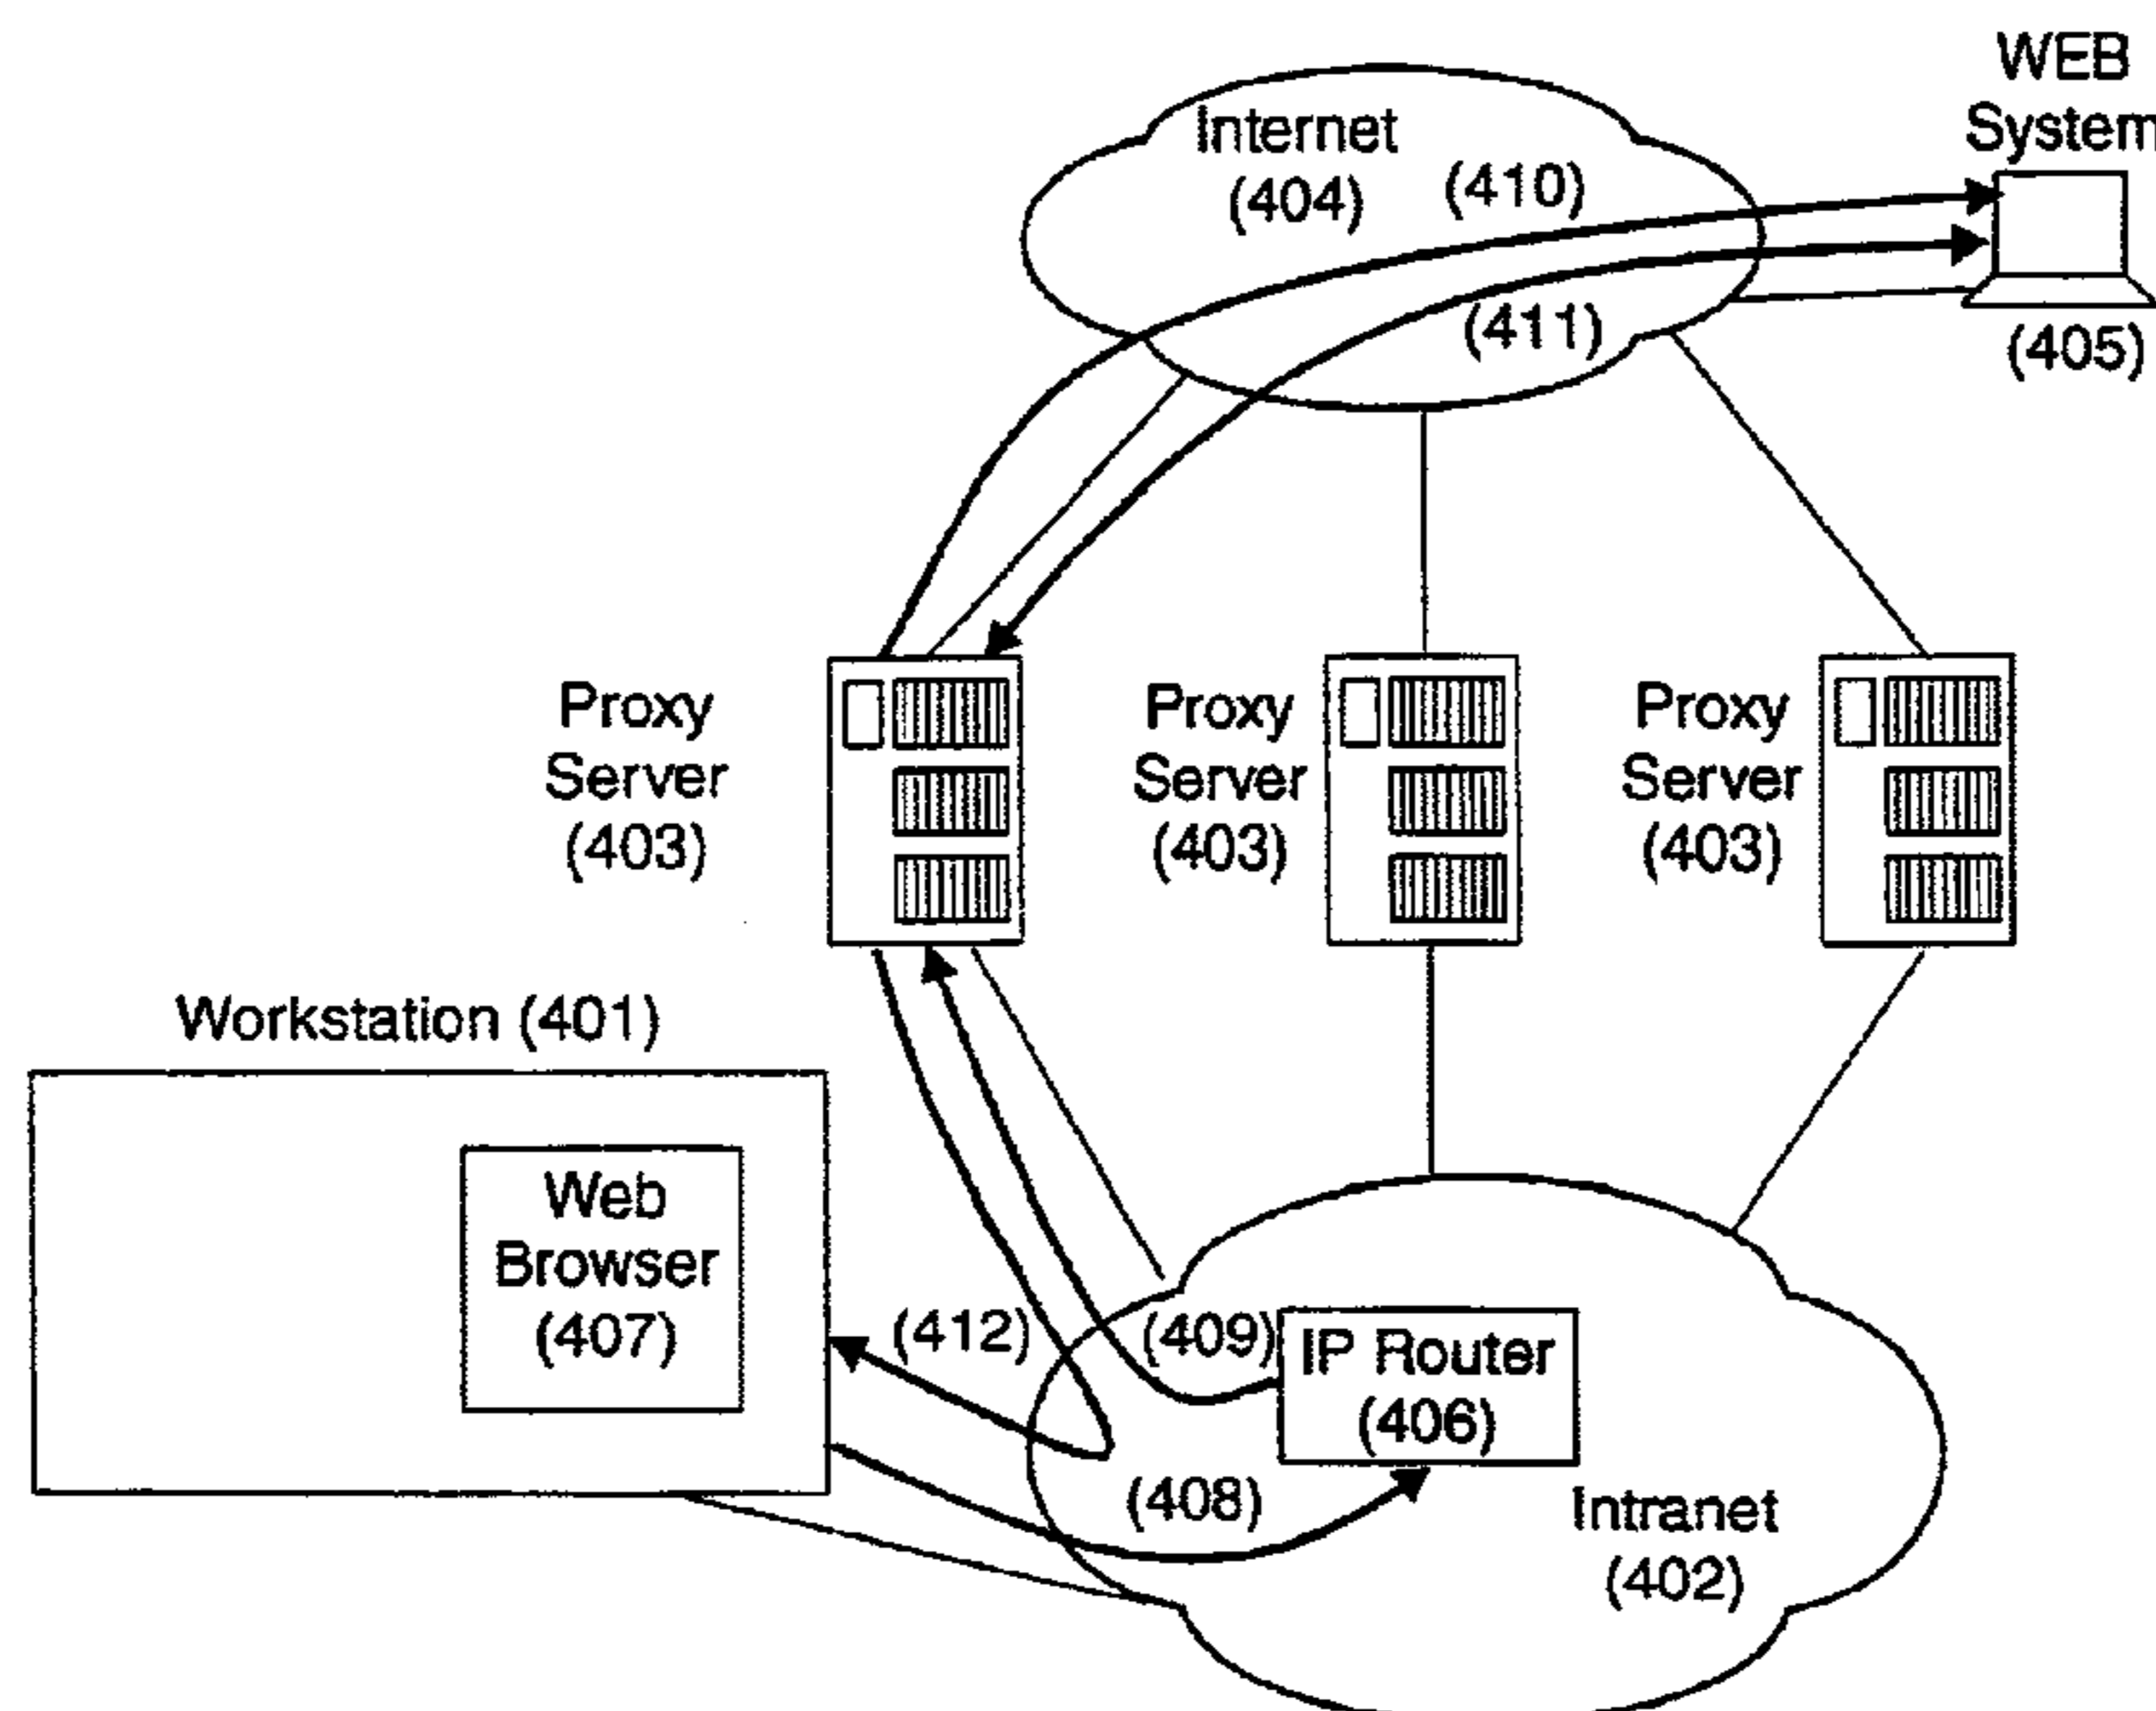 WEB
System
(405)
Internet
(404)
(410)
(411)
Proxy
Server
(403)
Proxy
Server
(403)
Proxy
Server
(403)
Workstation (401)
Web
Browser
(407)
(412)
(409)
IP Router
(406)
(408)
Intranet
(402)